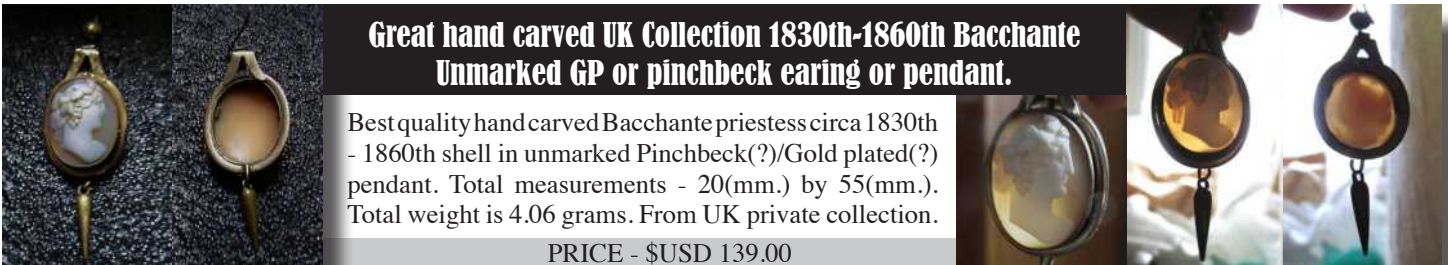 Great hand carved UK Collection 1830th-1860th Bacchante
Unmarked GP or pinchbeck earing or pendant.
Best quality hand carved Bacchante priestess circa 1830th
- 1860th shell in unmarked Pinchbeck(?)/Gold plated(?)
pendant. Total measurements - 20(mm.) by 55(mm.).
Total weight is 4.06 grams. From UK private collection.
PRICE - $USD 139.00